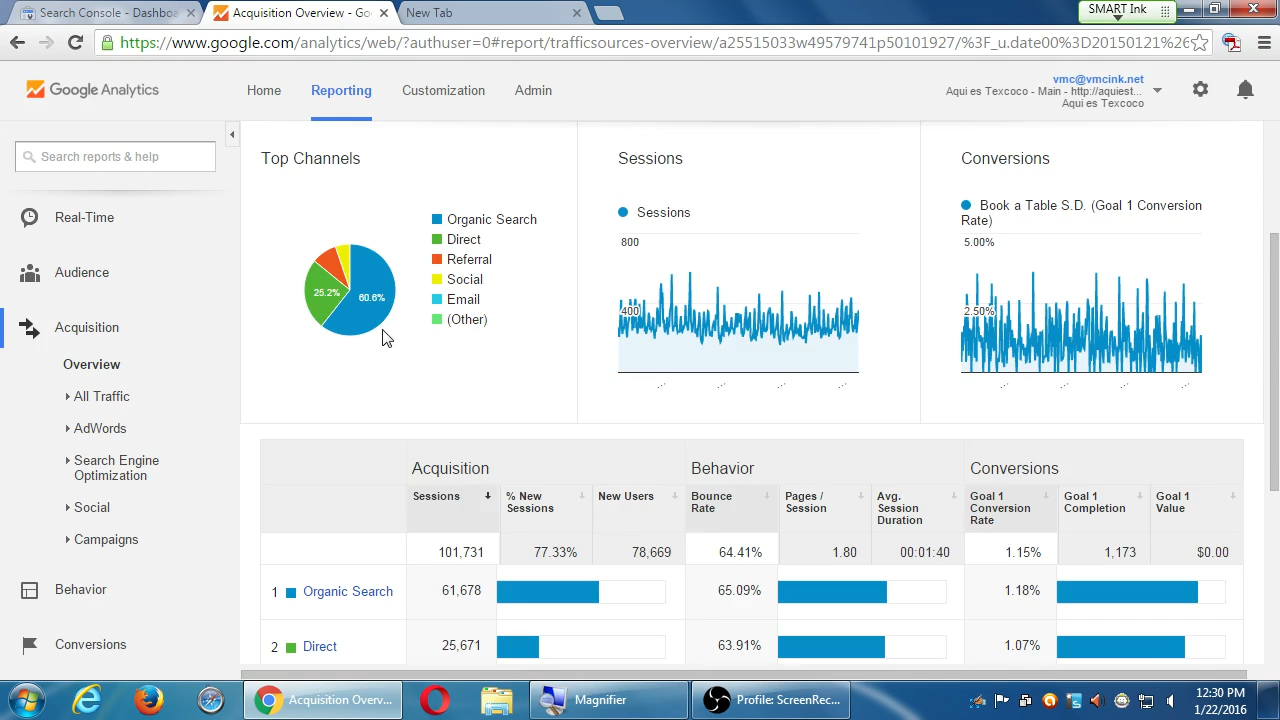 Search Console - Dashboa
Acquisition Overview - Go
New Tab
SMART Ink
https://www.google.com/analytics/web/?authuser=0#report/trafficsources-overview/a25515033w49579741p50101927/%3F_u.date00%3D20150121%26
Google Analytics
Home
Reporting
Customization
Admin
vmc@vmcink.net
Aqui es Texcoco - Main - http://aquiest...
Aqui es Texcoco
Search reports & help
Real-Time
Audience
Acquisition
Overview
All Traffic
AdWords
Search Engine
Optimization
Social
Campaigns
Behavior
Conversions
Top Channels
Organic Search
Direct
Referral
Social
Email
(Other)
60.6%
25.2%
Sessions
Sessions
800
400
Conversions
Book a Table S.D. (Goal 1 Conversion
Rate)
5.00%
2.50%
Acquisition
Behavior
Conversions
Sessions
% New
Sessions
New Users
Bounce
Rate
Pages /
Session
Avg.
Session
Duration
Goal 1
Conversion
Rate
Goal 1
Completion
Goal 1
Value
101,731
77.33%
78,669
64.41%
1.80
00:01:40
1.15%
1,173
$0.00
1
Organic Search
61,678
65.09%
1.18%
2
Direct
25,671
63.91%
1.07%
Acquisition Overv...
Magnifier
Profile: ScreenRec...
12:30 PM
1/22/2016